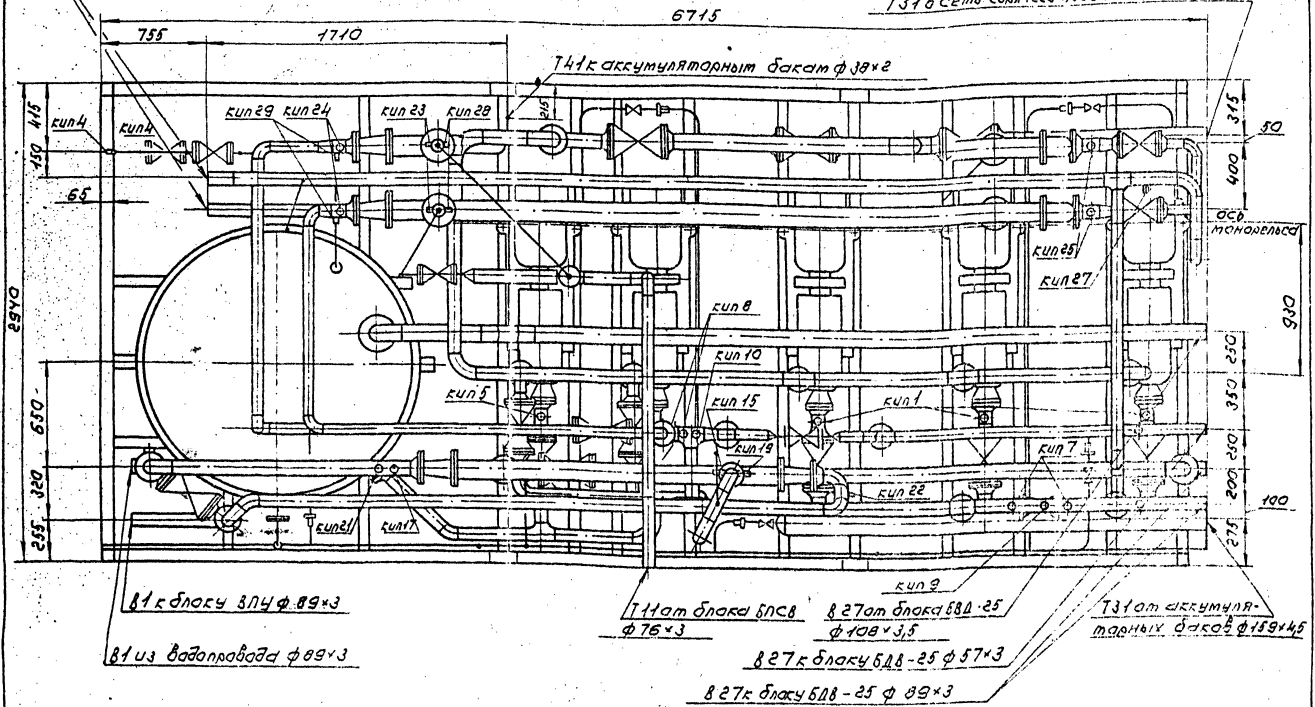 6715
Т31 в сеть
755
1710
Т41 к аккумуляторным бакам ф 38×2
415
кип 4
кип 4
кип 29
кип 24
кип 23
кип 28
215
315
50
150
400
65
ось
монорельса
кип 25
кип 27
2940
930
кип 8
кип 10
250
кип 5
кип 15
кип 1
350
650
кип 19
кип 7
250
320
кип 22
200
100
кип 21
кип 17
255
275
кип 9
В1 к блоку ВПУ ф 89×3
Т11 от блока БПСВ
ф 76×3
В27 от блока БВД-25
ф 108×3,5
Т31 от аккумуля-
торных баков ф 159×4,5
В1 из водопровода ф 89×3
В27 к блоку БДВ-25 ф 57×3
В27 к блоку БДВ-25 ф 89×3